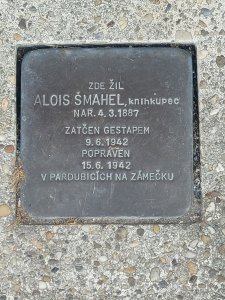 ZDE ŽIL
ALOIS ŠMAHEL, knihkupec
NAR. 4.3.1887
ZATČEN GESTAPEM
9.6.1942
POPRAVEN
15.6.1942
V PARDUBICÍCH NA ZÁMEČKU